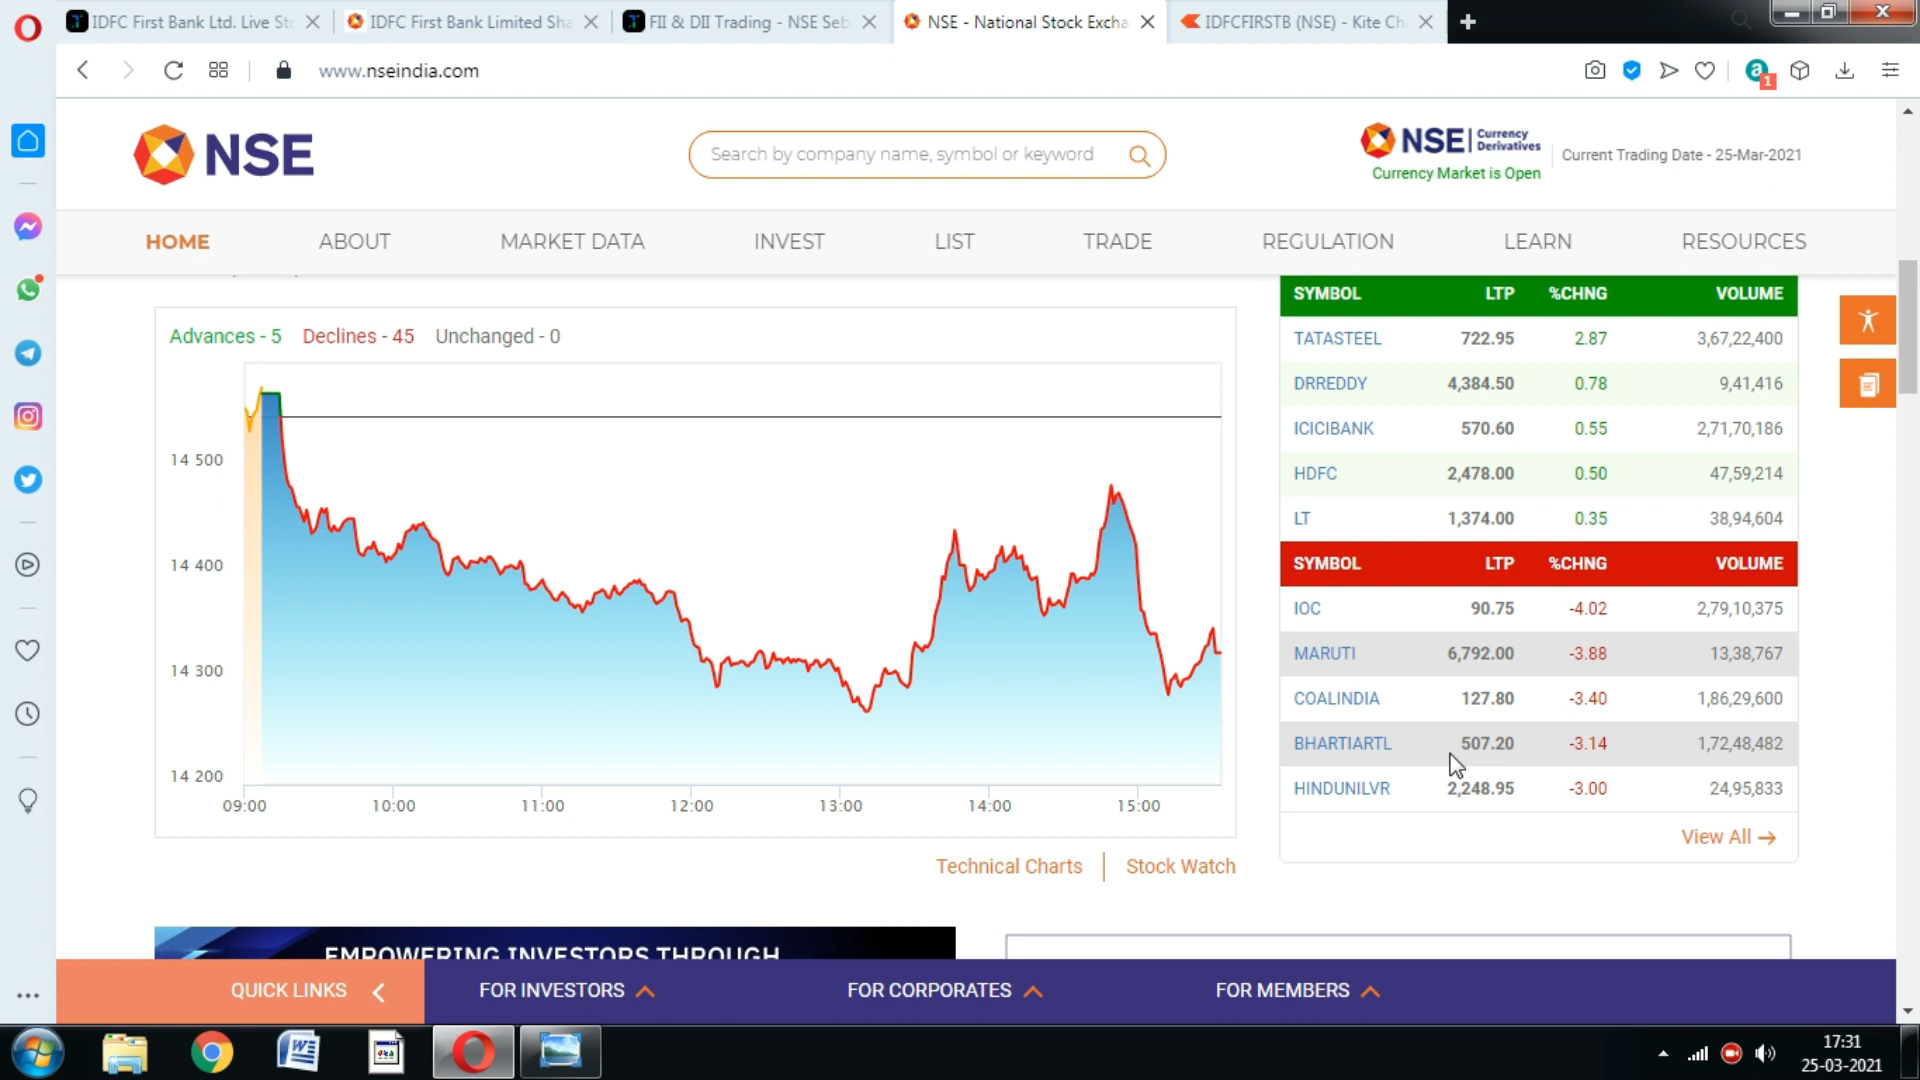 IDFC First Bank Ltd. Live Sto
IDFC First Bank Limited Sha
FII & DII Trading - NSE Seb
NSE - National Stock Excha
IDFCFIRSTB (NSE) - Kite Ch
www.nseindia.com
a
1
NSE
Search by company name, symbol or keyword
NSE Currency Derivatives
Currency Market is Open
Current Trading Date - 25-Mar-2021
HOME
ABOUT
MARKET DATA
INVEST
LIST
TRADE
REGULATION
LEARN
RESOURCES
Advances - 5 Declines - 45 Unchanged - 0
14 500
14 400
14 300
14 200
09:00 10:00 11:00 12:00 13:00 14:00 15:00
Technical Charts
Stock Watch
SYMBOL LTP %CHNG VOLUME
TATASTEEL 722.95 2.87 3,67,22,400
DRREDDY 4,384.50 0.78 9,41,416
ICICIBANK 570.60 0.55 2,71,70,186
HDFC 2,478.00 0.50 47,59,214
LT 1,374.00 0.35 38,94,604
SYMBOL LTP %CHNG VOLUME
IOC 90.75 -4.02 2,79,10,375
MARUTI 6,792.00 -3.88 13,38,767
COALINDIA 127.80 -3.40 1,86,29,600
BHARTIARTL 507.20 -3.14 1,72,48,482
HINDUNILVR 2,248.95 -3.00 24,95,833
View All
EMPOWERING INVESTORS THROUGH
QUICK LINKS
FOR INVESTORS
FOR CORPORATES
FOR MEMBERS
17:31
25-03-2021